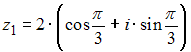 z₁ = 2 · (cos π/3 + i · sin π/3)